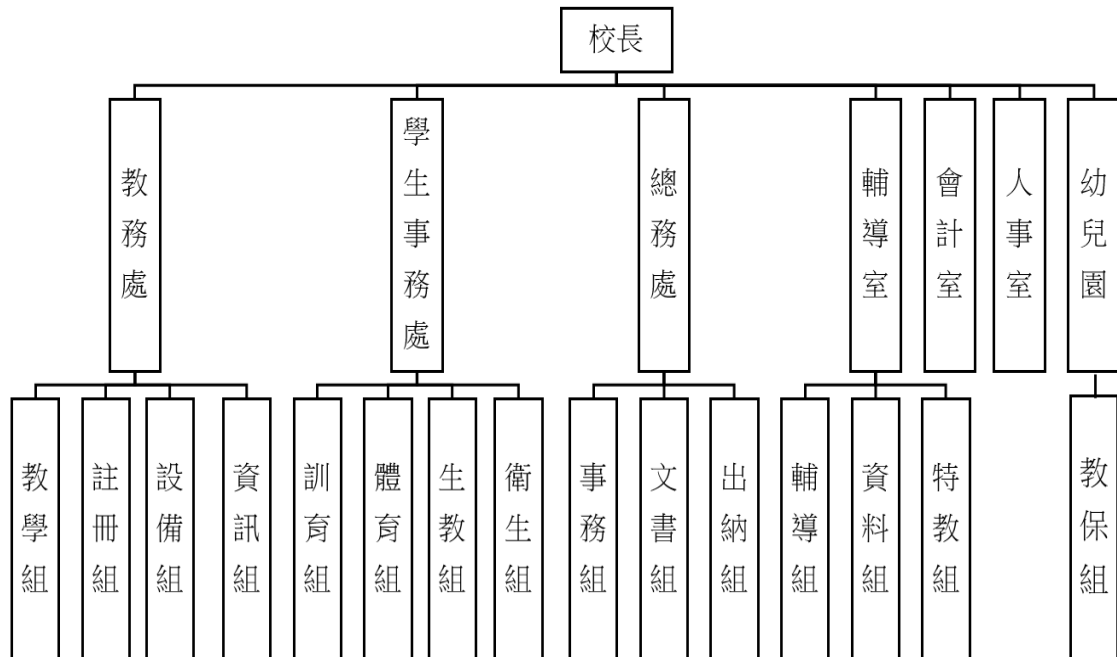 校長
教務處
學生事務處
總務處
輔導室
會計室
人事室
幼兒園
教學組
註冊組
設備組
資訊組
訓育組
體育組
生教組
衛生組
事務組
文書組
出納組
輔導組
資料組
特教組
教保組